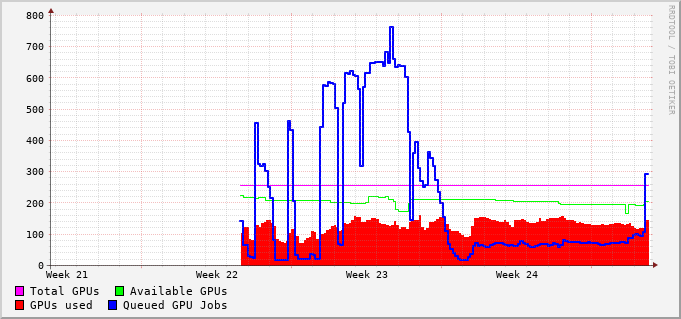 RRDTOOL / TOBI OETIKER
800
700
600
500
400
300
200
100
0
Week 21 Week 22 Week 23 Week 24
Total GPUs Available GPUs
GPUs used Queued GPU Jobs